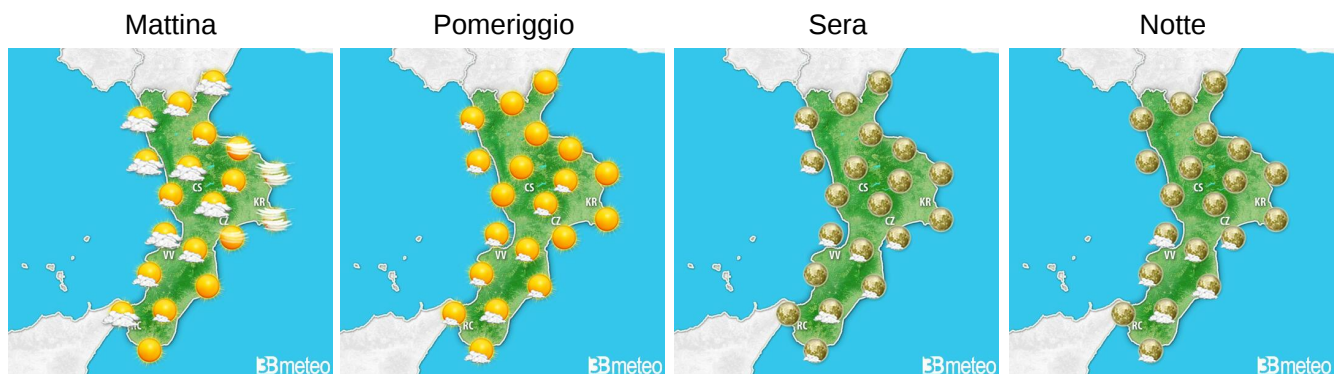 Mattina
Pomeriggio
Sera
Notte
CS
KR
CZ
VV
RC
3Bmeteo
CS
KR
CZ
VV
RC
3Bmeteo
CS
KR
CZ
VV
RC
3Bmeteo
CS
KR
CZ
VV
RC
3Bmeteo